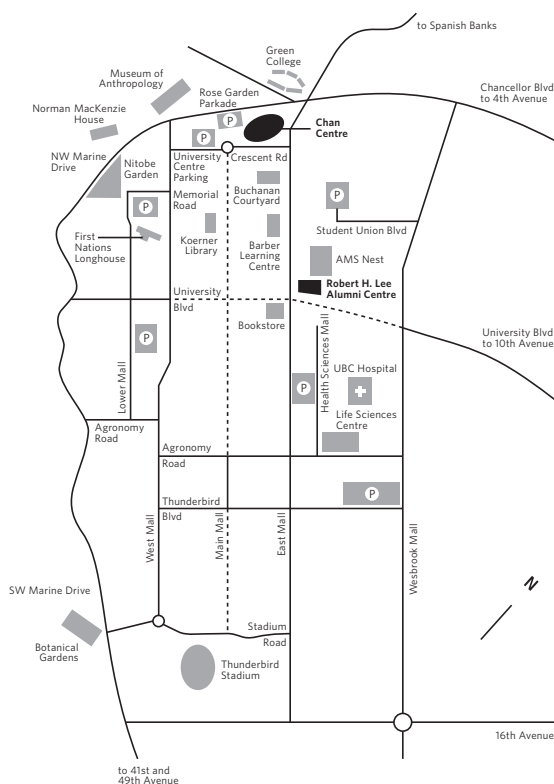 to Spanish Banks
Green
College
Museum of
Anthropology
Rose Garden
Parkade
Chancellor Blvd
to 4th Avenue
Norman MacKenzie
House
P
Chan
Centre
P
NW Marine
Drive
Nitobe
Garden
University
Centre
Parking
Crescent Rd
Memorial
Road
Buchanan
Courtyard
P
P
First
Nations
Longhouse
Koerner
Library
Barber
Learning
Centre
Student Union Blvd
AMS Nest
Robert H. Lee
Alumni Centre
University
Blvd
Bookstore
University Blvd
to 10th Avenue
P
Lower Mall
Health Sciences Mall
UBC Hospital
P
Life Sciences
Centre
Agronomy
Road
Agronomy
Road
P
Thunderbird
Blvd
West Mall
Main Mall
East Mall
Wesbrook Mall
N
SW Marine Drive
Botanical
Gardens
Stadium
Road
Thunderbird
Stadium
16th Avenue
to 41st and
49th Avenue